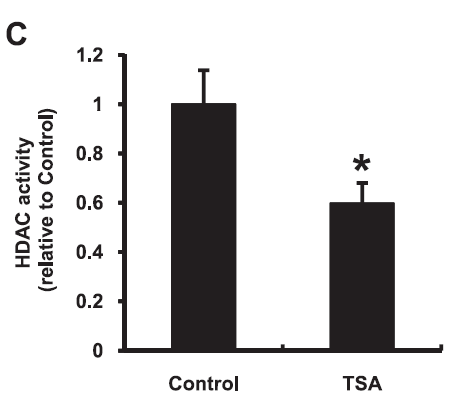 C
HDAC activity
(relative to Control)
1.2
1
0.8
0.6
0.4
0.2
0
*
Control TSA